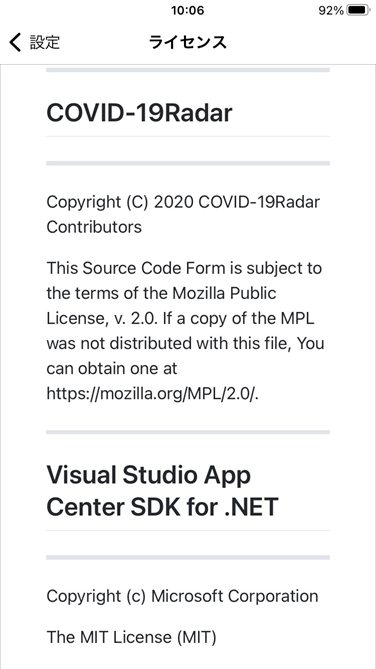 10:06
92%
設定
ライセンス
COVID-19Radar
Copyright (C) 2020 COVID-19Radar
Contributors
This Source Code Form is subject to
the terms of the Mozilla Public
License, v. 2.0. If a copy of the MPL
was not distributed with this file, You
can obtain one at
https://mozilla.org/MPL/2.0/.
Visual Studio App
Center SDK for .NET
Copyright (c) Microsoft Corporation
The MIT License (MIT)